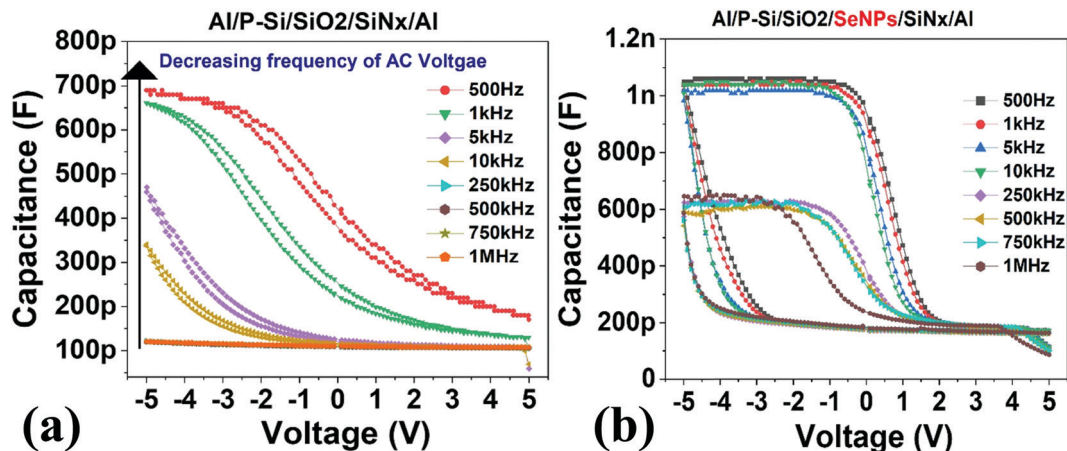 Al/P-Si/SiO2/SiNx/Al
800p
700p
600p
500p
400p
300p
200p
100p
Capacitance (F)
Decreasing frequency of AC Voltgae
500Hz
1kHz
5kHz
10kHz
250kHz
500kHz
750kHz
1MHz
-5 -4 -3 -2 -1 0 1 2 3 4 5
Voltage (V)
(a)
Al/P-Si/SiO2/SeNPs/SiNx/Al
1.2n
1n
800p
600p
400p
200p
0
Capacitance (F)
500Hz
1kHz
5kHz
10kHz
250kHz
500kHz
750kHz
1MHz
-5 -4 -3 -2 -1 0 1 2 3 4 5
Voltage (V)
(b)